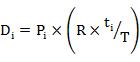 Dᵢ = Pᵢ × (R × tᵢ/T)